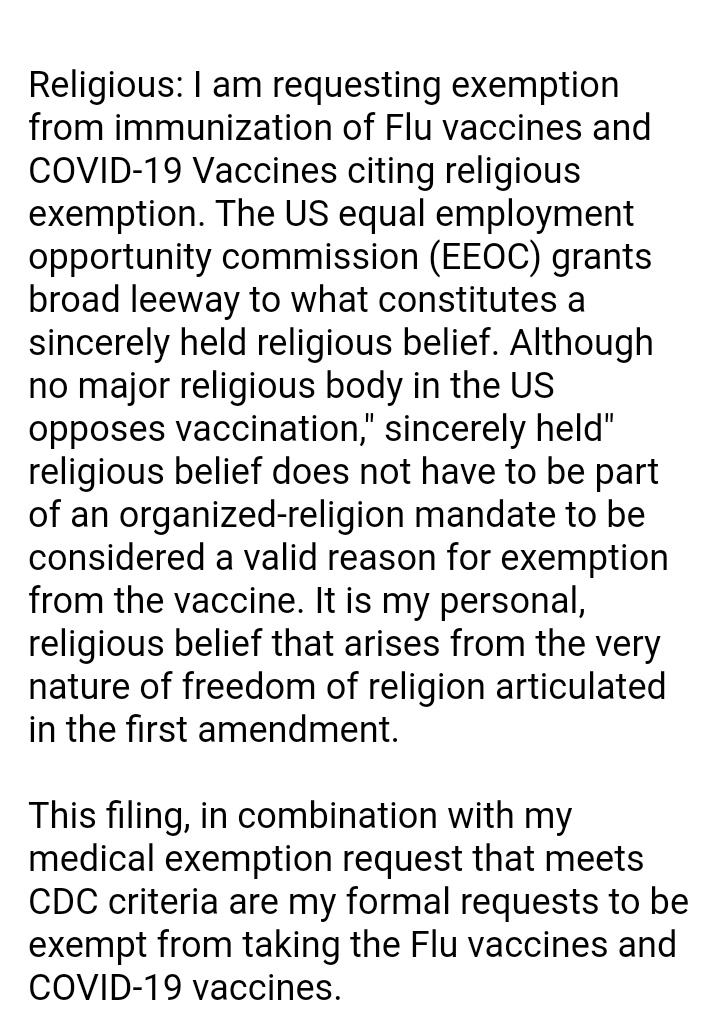 Religious: I am requesting exemption
from immunization of Flu vaccines and
COVID-19 Vaccines citing religious
exemption. The US equal employment
opportunity commission (EEOC) grants
broad leeway to what constitutes a
sincerely held religious belief. Although
no major religious body in the US
opposes vaccination," sincerely held"
religious belief does not have to be part
of an organized-religion mandate to be
considered a valid reason for exemption
from the vaccine. It is my personal,
religious belief that arises from the very
nature of freedom of religion articulated
in the first amendment.
This filing, in combination with my
medical exemption request that meets
CDC criteria are my formal requests to be
exempt from taking the Flu vaccines and
COVID-19 vaccines.